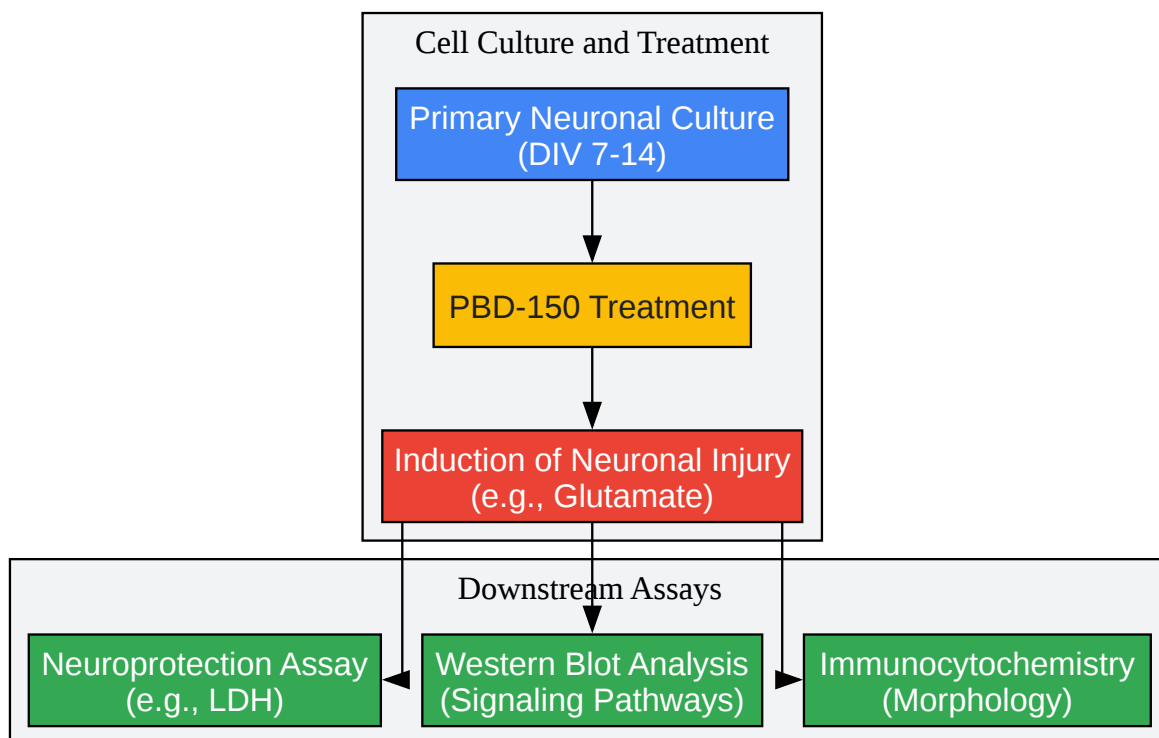 Cell Culture and Treatment
Primary Neuronal Culture
(DIV 7-14)
PBD-150 Treatment
Induction of Neuronal Injury
(e.g., Glutamate)
Downstream Assays
Neuroprotection Assay
(e.g., LDH)
Western Blot Analysis
(Signaling Pathways)
Immunocytochemistry
(Morphology)